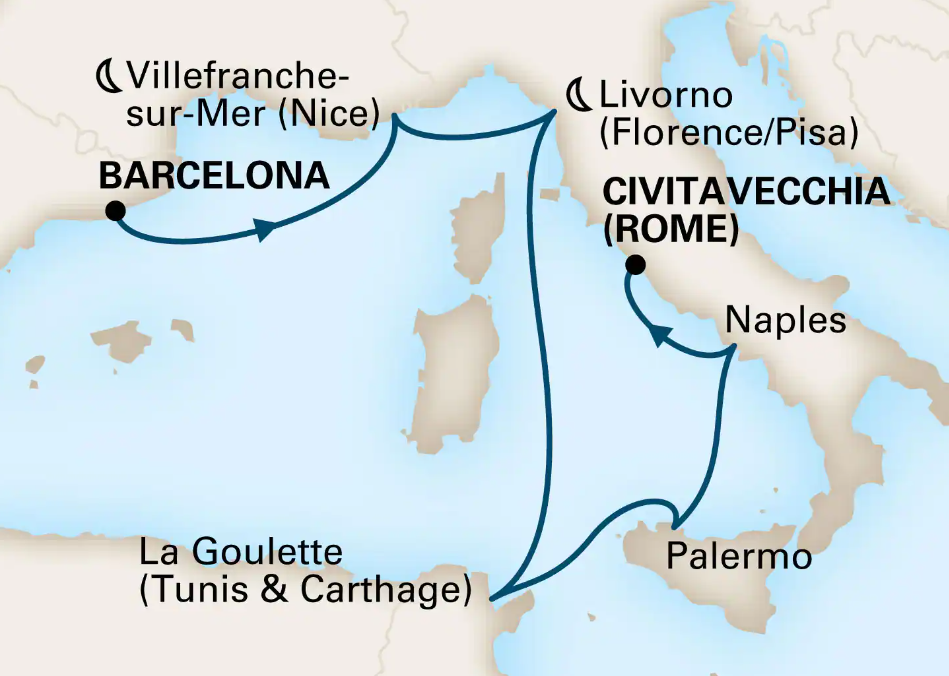 Villefranche-
sur-Mer (Nice)
BARCELONA
Livorno
(Florence/Pisa)
CIVITAVECCHIA
(ROME)
Naples
La Goulette
(Tunis & Carthage)
Palermo